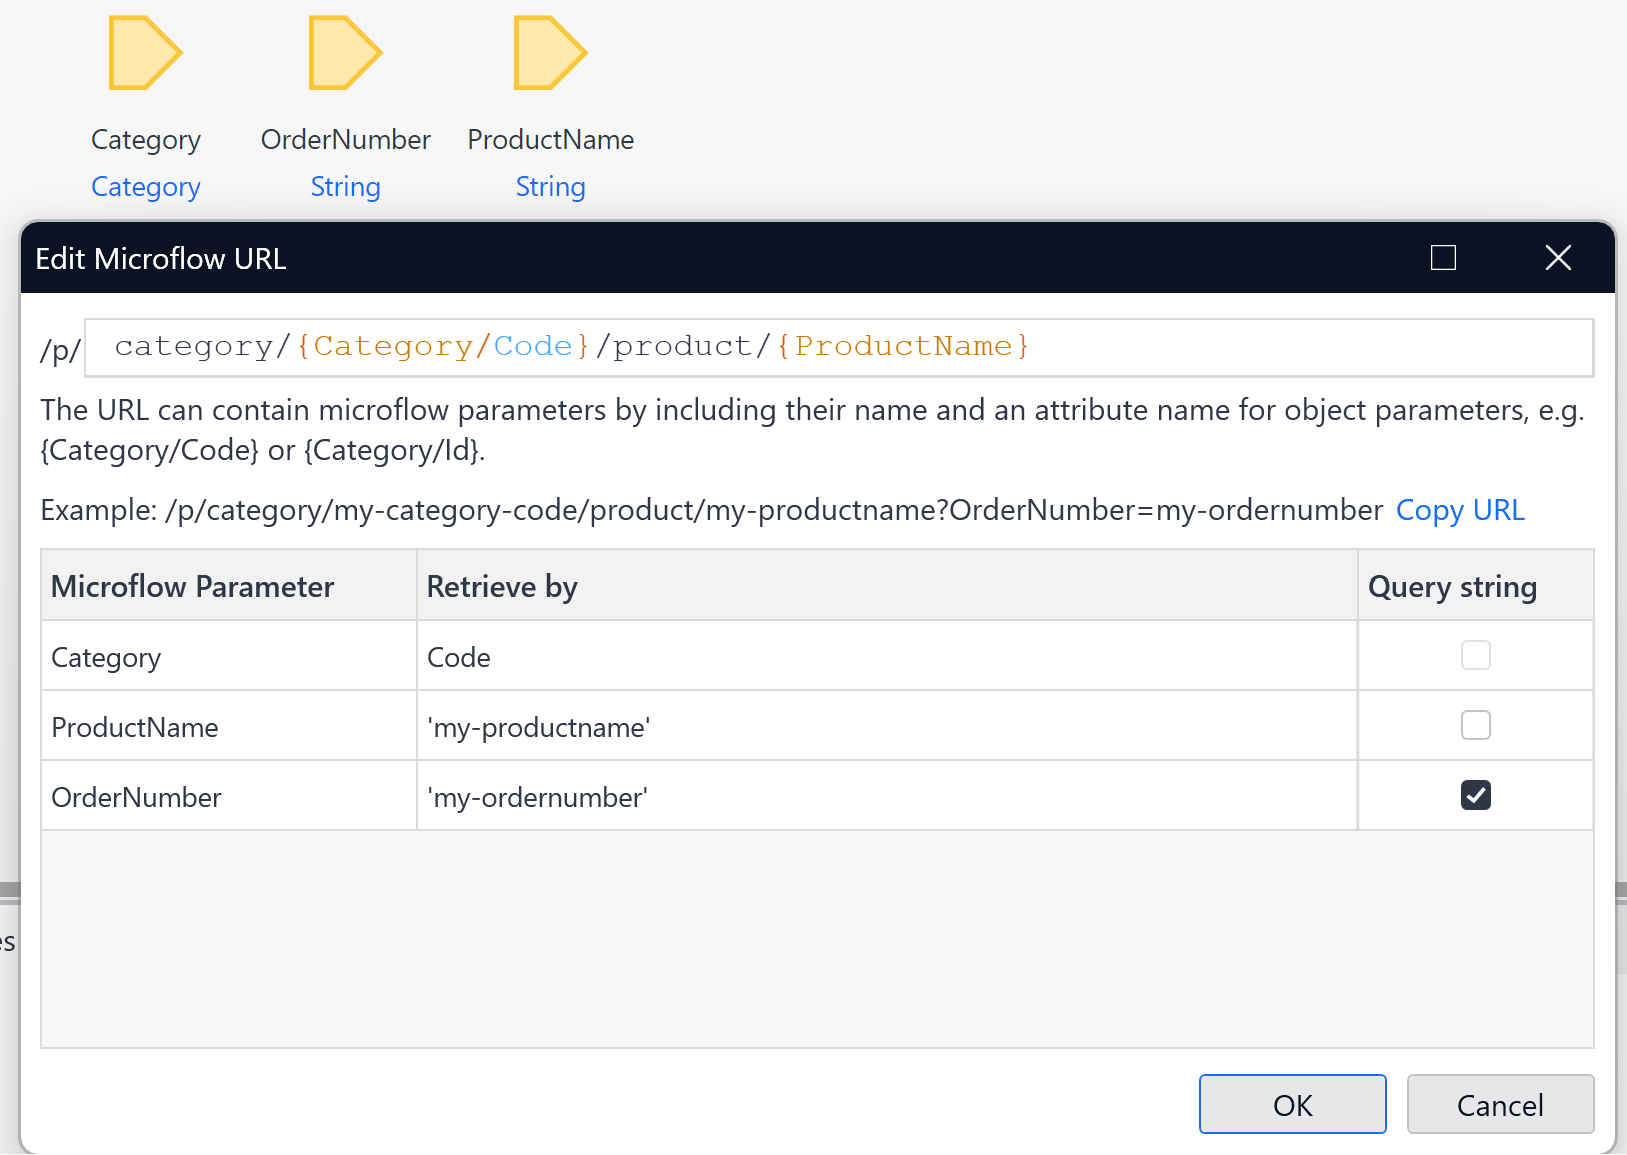 Category OrderNumber ProductName
Category String String
Edit Microflow URL
/p/ category/{Category/Code}/product/{ProductName}
The URL can contain microflow parameters by including their name and an attribute name for object parameters, e.g.
{Category/Code} or {Category/Id}.
Example: /p/category/my-category-code/product/my-productname?OrderNumber=my-ordernumber Copy URL
Microflow Parameter Retrieve by Query string
Category Code
ProductName 'my-productname'
OrderNumber 'my-ordernumber'
es
OK Cancel